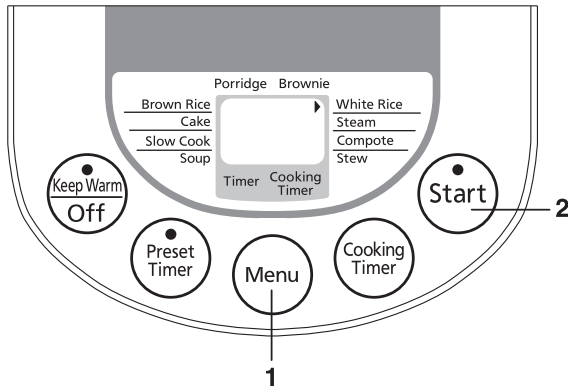 Porridge Brownie
Brown Rice
Cake
Slow Cook
Soup
White Rice
Steam
Compote
Stew
Timer
Cooking
Timer
Keep Warm
Off
Preset
Timer
Menu
Cooking
Timer
Start
2
1